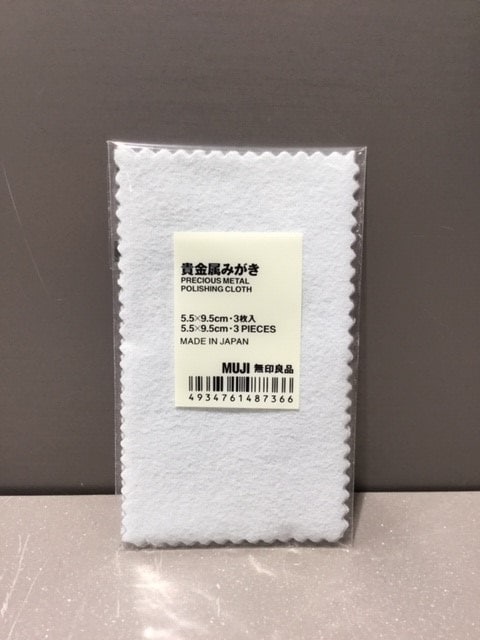 貴金属みがき
PRECIOUS METAL
POLISHING CLOTH
5.5×9.5cm・3枚入
5.5×9.5cm・3 PIECES
MADE IN JAPAN
MUJI 無印良品
4934761487366